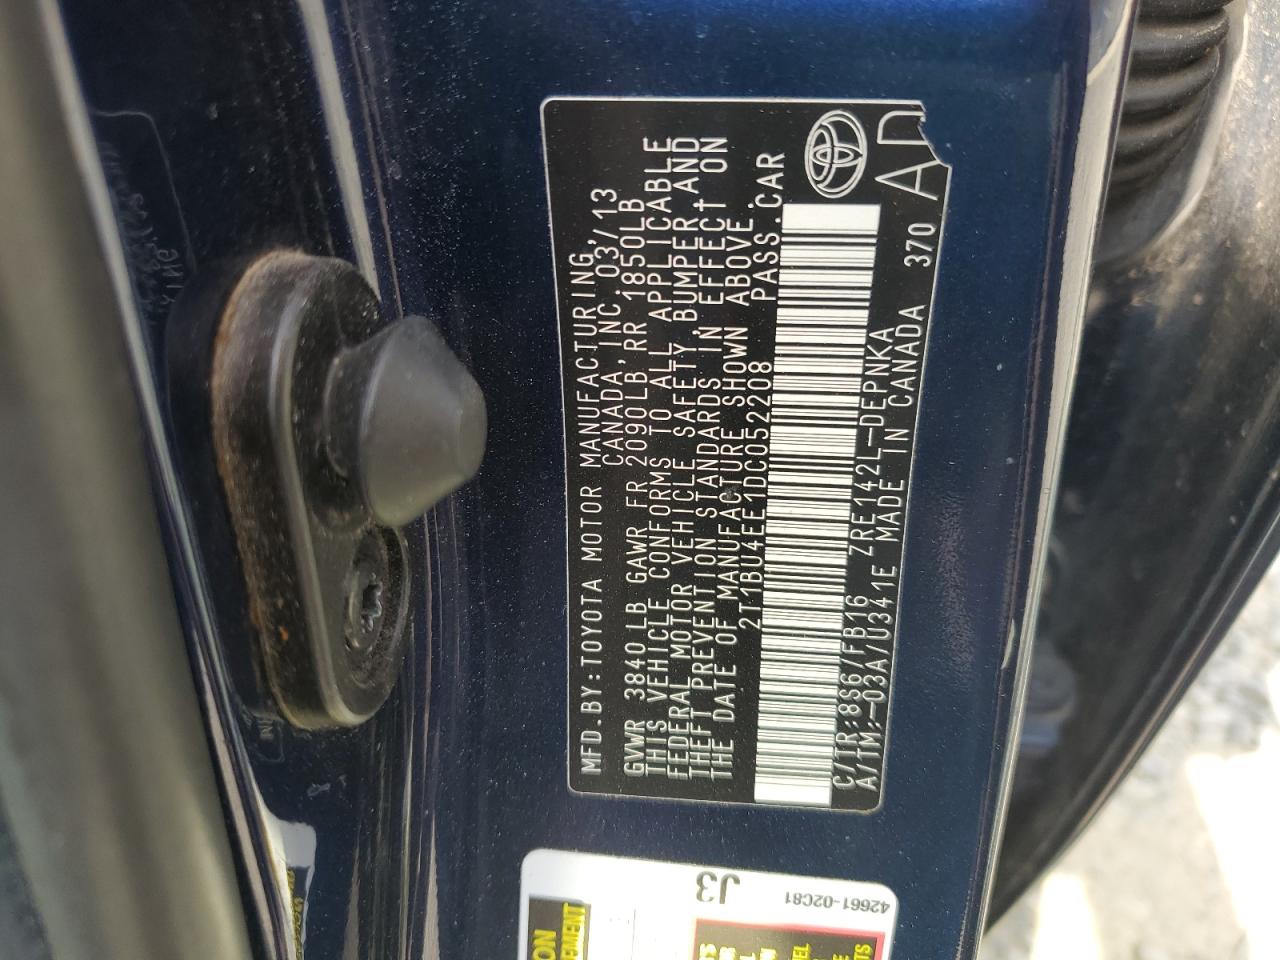 MFD.BY:TOYOTA MOTOR MANUFACTURING,
CANADA,INC. 03/13
GVWR 3840LB GAWR FR 2090LB,RR 1850LB
THIS VEHICLE CONFORMS TO ALL APPLICABLE
FEDERAL MOTOR VEHICLE SAFETY,BUMPER,AND
THEFT PREVENTION STANDARDS IN EFFECT ON
THE DATE OF MANUFACTURE SHOWN ABOVE.
2T1BU4EE1DC052208 PASS.CAR
C/TR:8S6/FB16 ZRE142L-DEPNKA
A/TM:-03A/U341E MADE IN CANADA 370
J3
42661-02C81